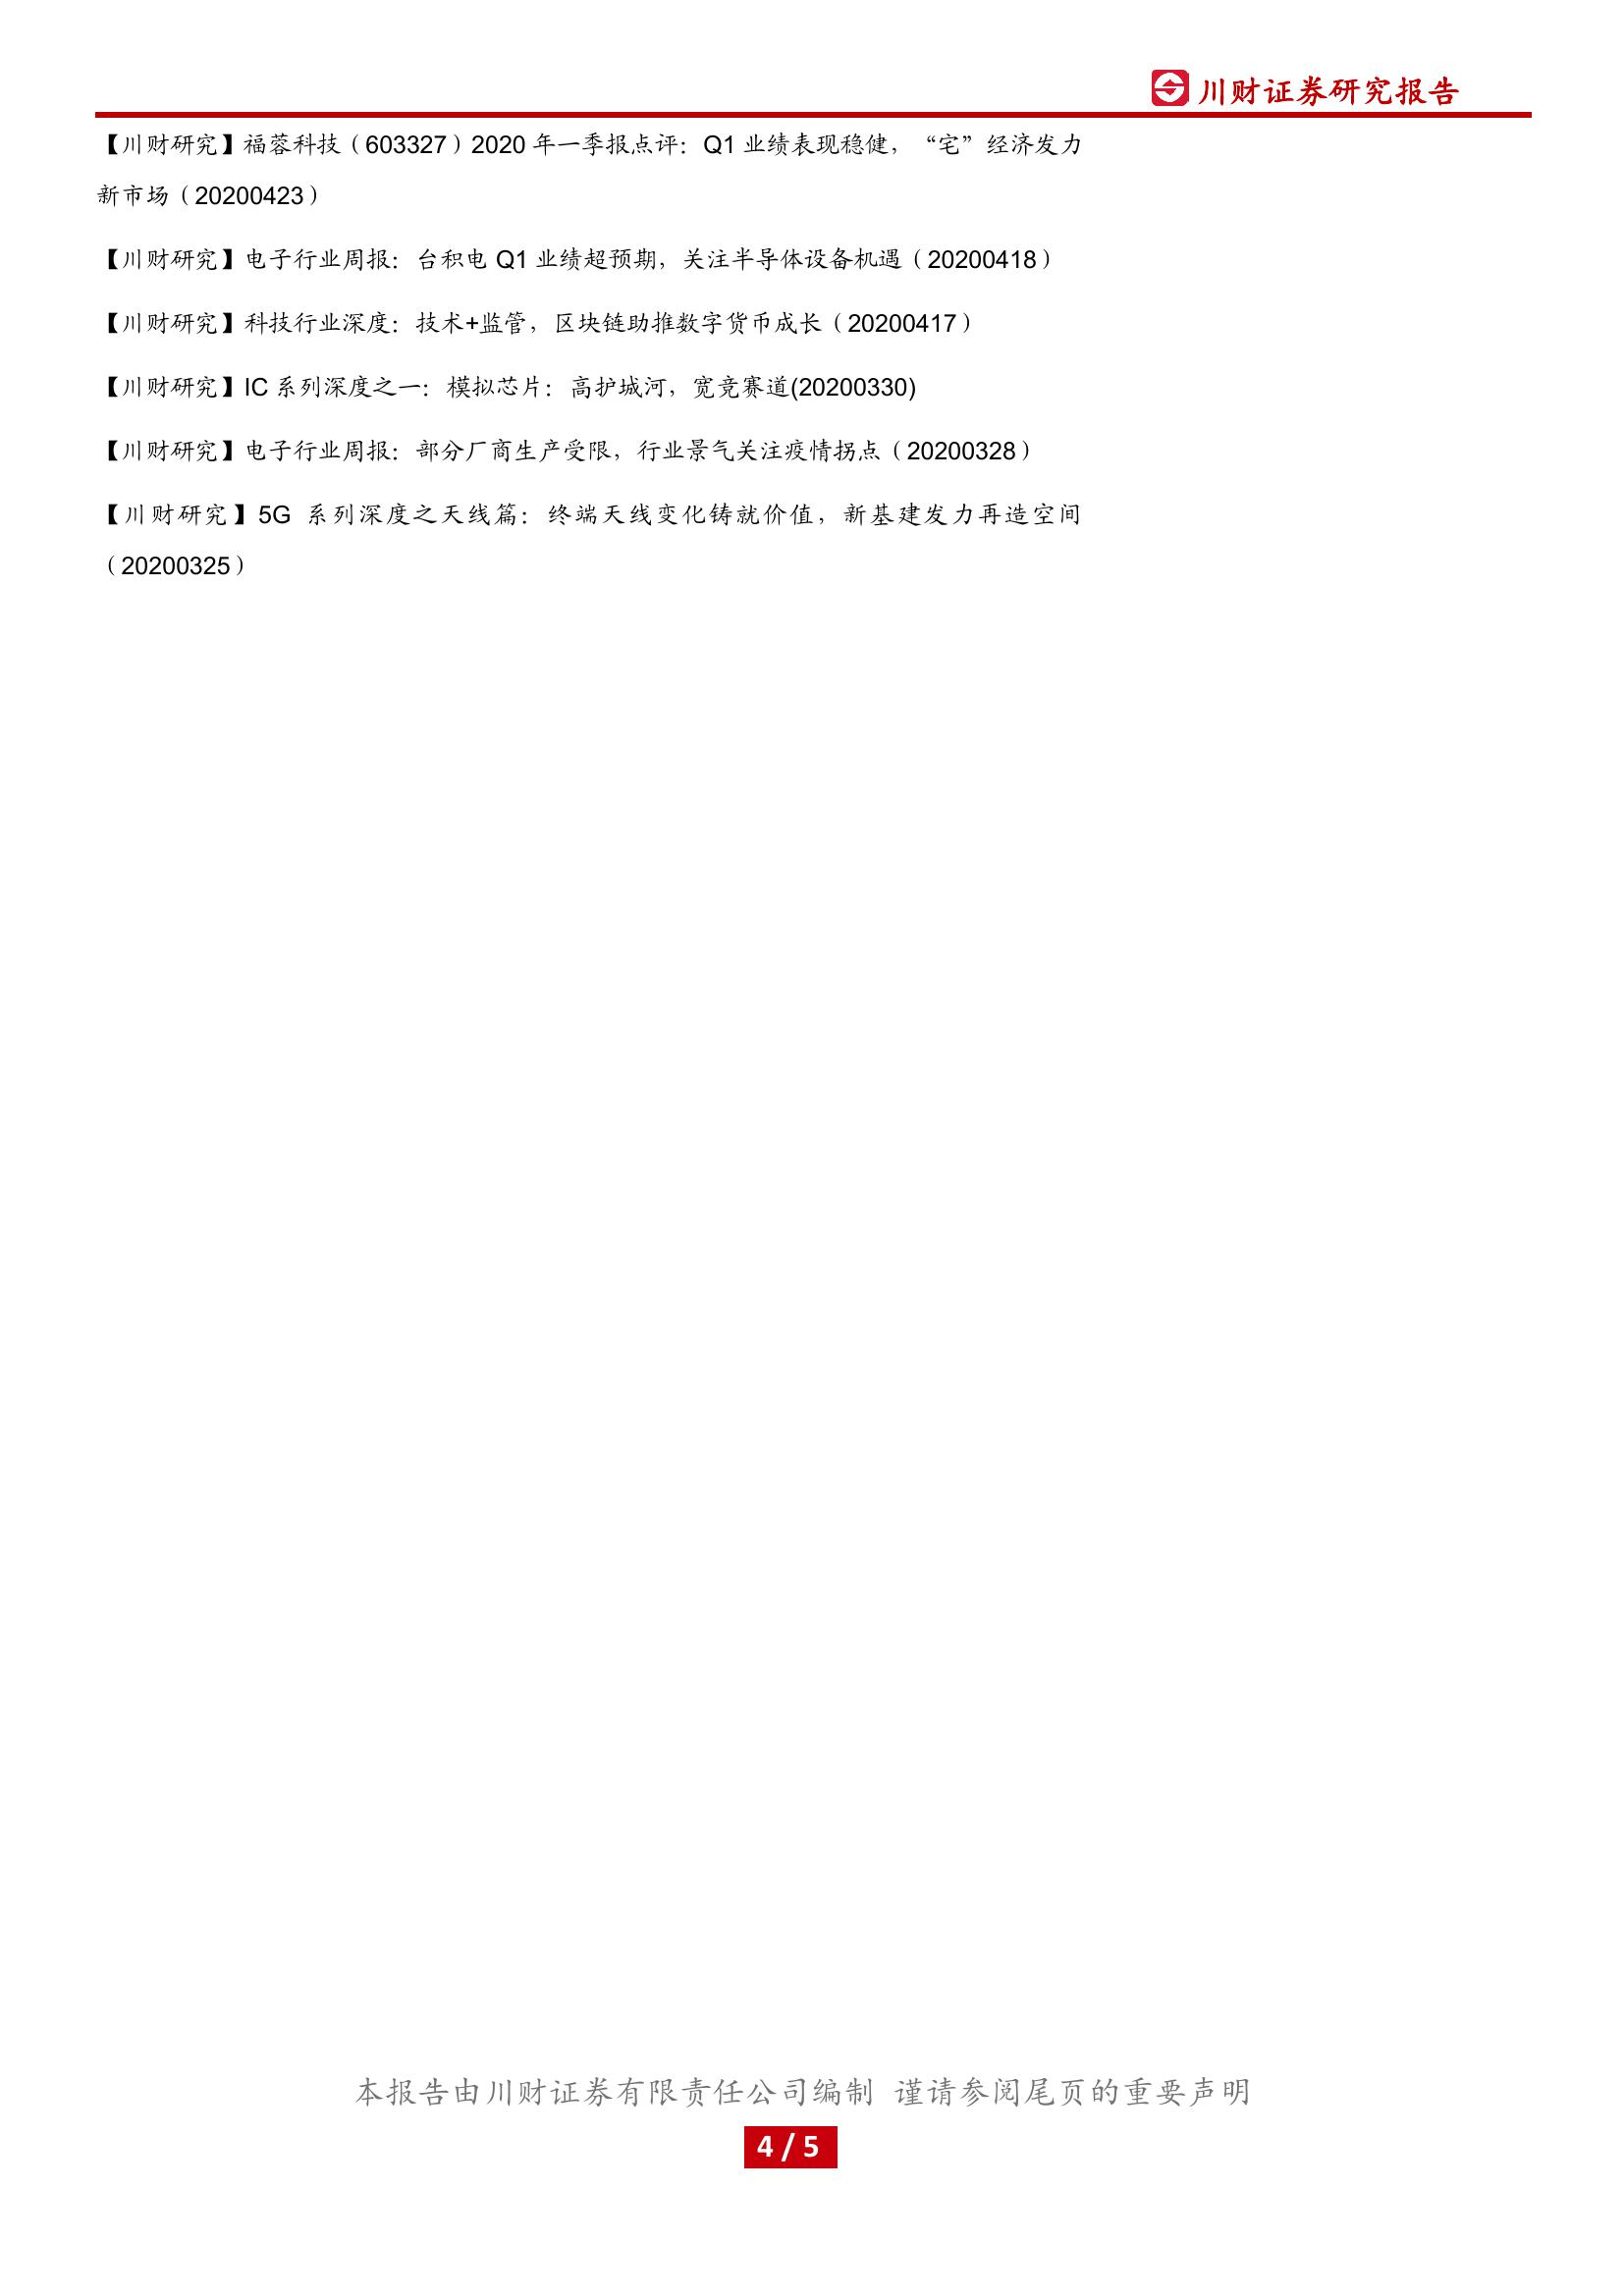 川财证券研究报告
【川财研究】福蓉科技（603327）2020 年一季报点评：Q1 业绩表现稳健，“宅”经济发力
新市场（20200423）
【川财研究】电子行业周报：台积电 Q1 业绩超预期，关注半导体设备机遇（20200418）
【川财研究】科技行业深度：技术+监管，区块链助推数字货币成长（20200417）
【川财研究】IC 系列深度之一：模拟芯片：高护城河，宽竞赛道(20200330)
【川财研究】电子行业周报：部分厂商生产受限，行业景气关注疫情拐点（20200328）
【川财研究】5G 系列深度之天线篇：终端天线变化铸就价值，新基建发力再造空间
（20200325）
本报告由川财证券有限责任公司编制 谨请参阅尾页的重要声明
4 / 5